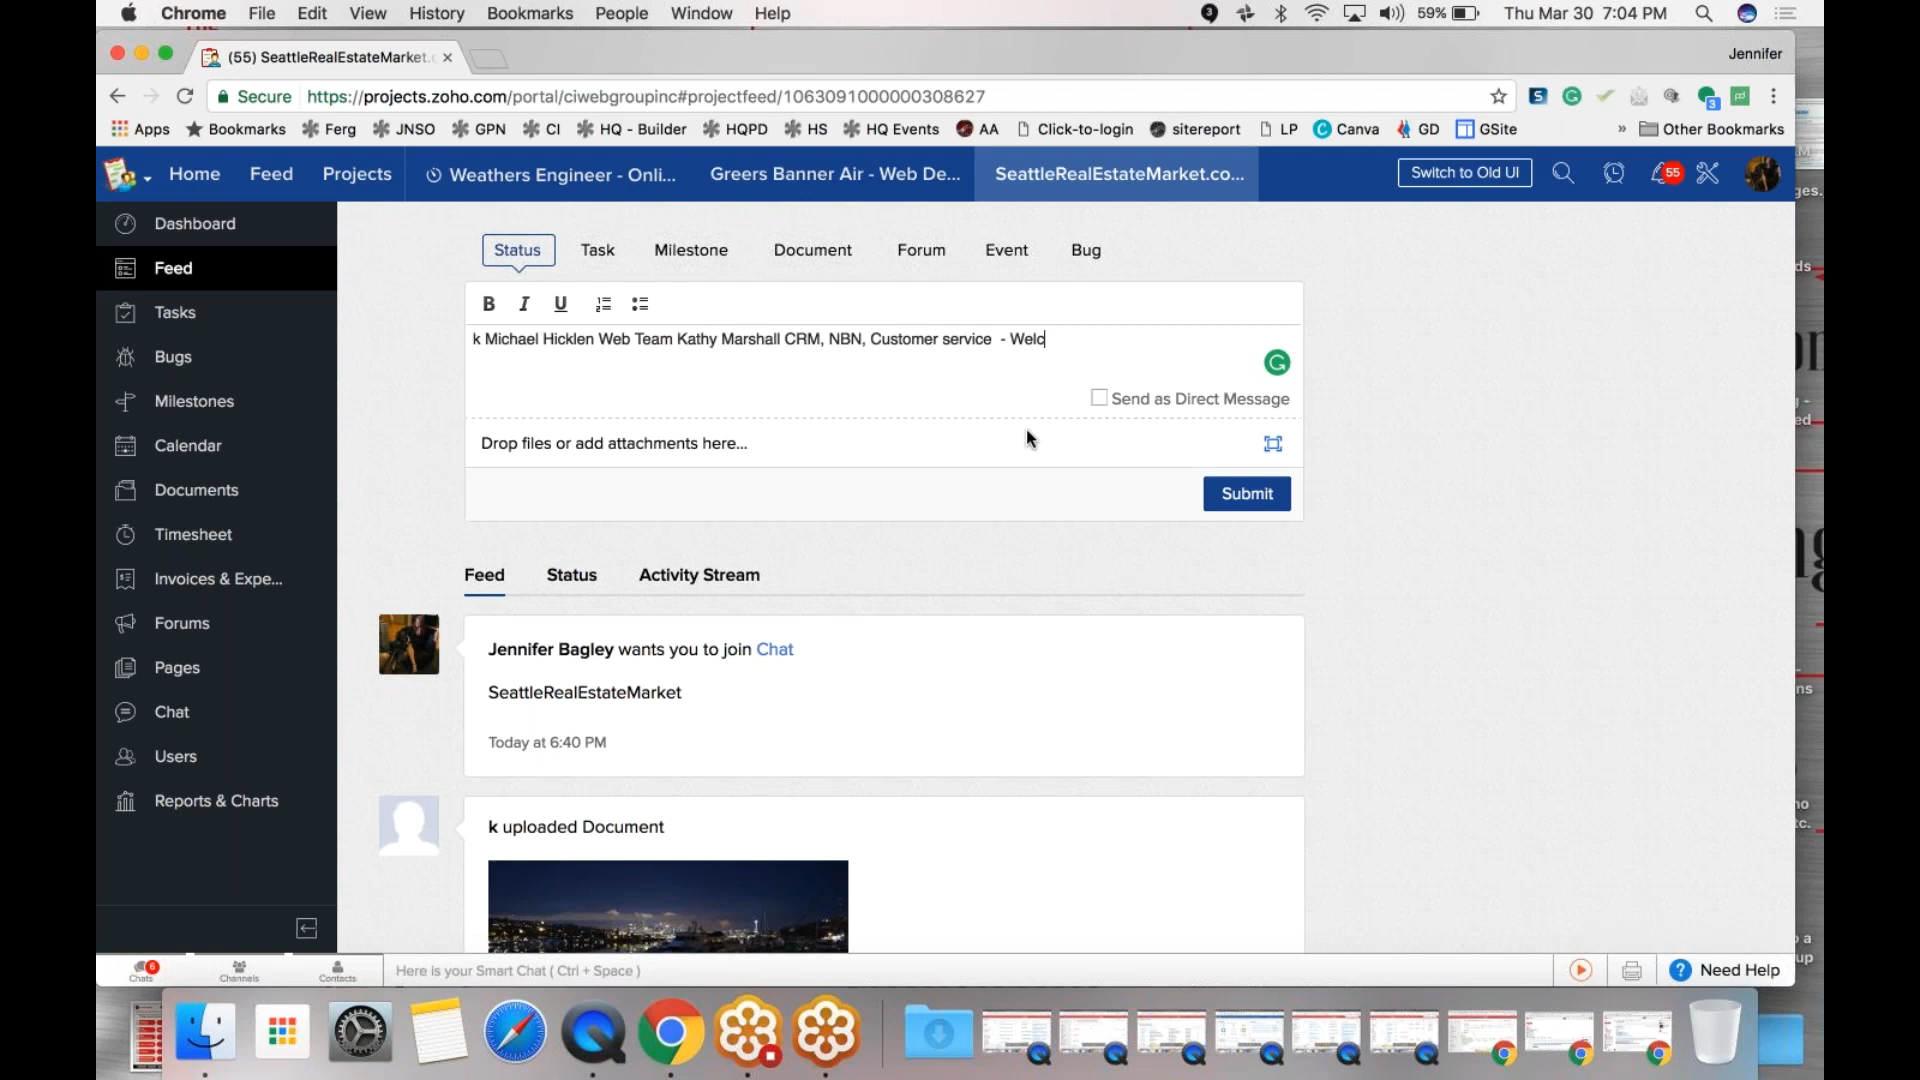 Chrome File Edit View History Bookmarks People Window Help
3 59% Thu Mar 30 7:04 PM
(55) SeattleRealEstateMarket.
Jennifer
Secure https://projects.zoho.com/portal/ciwebgroupinc#projectfeed/1063091000000308627
3
Apps Bookmarks Ferg JNSO GPN CI HQ - Builder HQPD HS HQ Events AA Click-to-login sitereport LP Canva GD GSite » Other Bookmarks
Home Feed Projects Weathers Engineer - Onli... Greers Banner Air - Web De... SeattleRealEstateMarket.co... Switch to Old UI 55
Dashboard
Feed
Tasks
Bugs
Milestones
Calendar
Documents
Timesheet
Invoices & Expe...
Forums
Pages
Chat
Users
Reports & Charts
Status Task Milestone Document Forum Event Bug
B I U
k Michael Hicklen Web Team Kathy Marshall CRM, NBN, Customer service - Welc
Send as Direct Message
Drop files or add attachments here...
Submit
Feed Status Activity Stream
Jennifer Bagley wants you to join Chat
SeattleRealEstateMarket
Today at 6:40 PM
k uploaded Document
6
Chats Channels Contacts Here is your Smart Chat ( Ctrl + Space ) Need Help